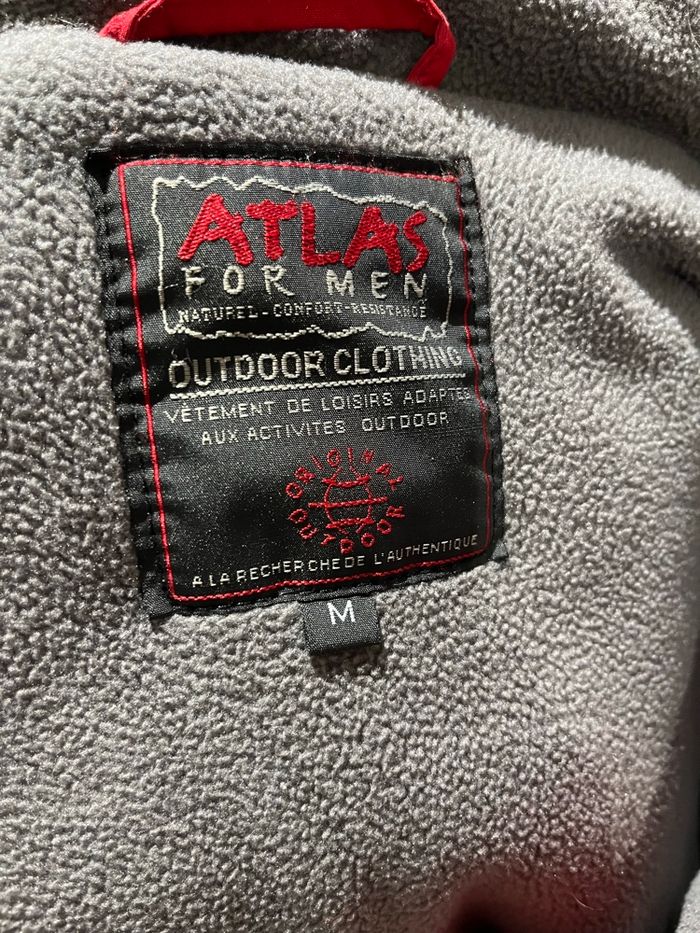 ATLAS
FOR MEN
NATUREL-CONFORT-RESISTANCE
OUTDOOR CLOTHING
VÊTEMENT DE LOISIRS ADAPTES
AUX ACTIVITES OUTDOOR
ORIGINAL
OUTDOOR
A LA RECHERCHE DE L'AUTHENTIQUE
M